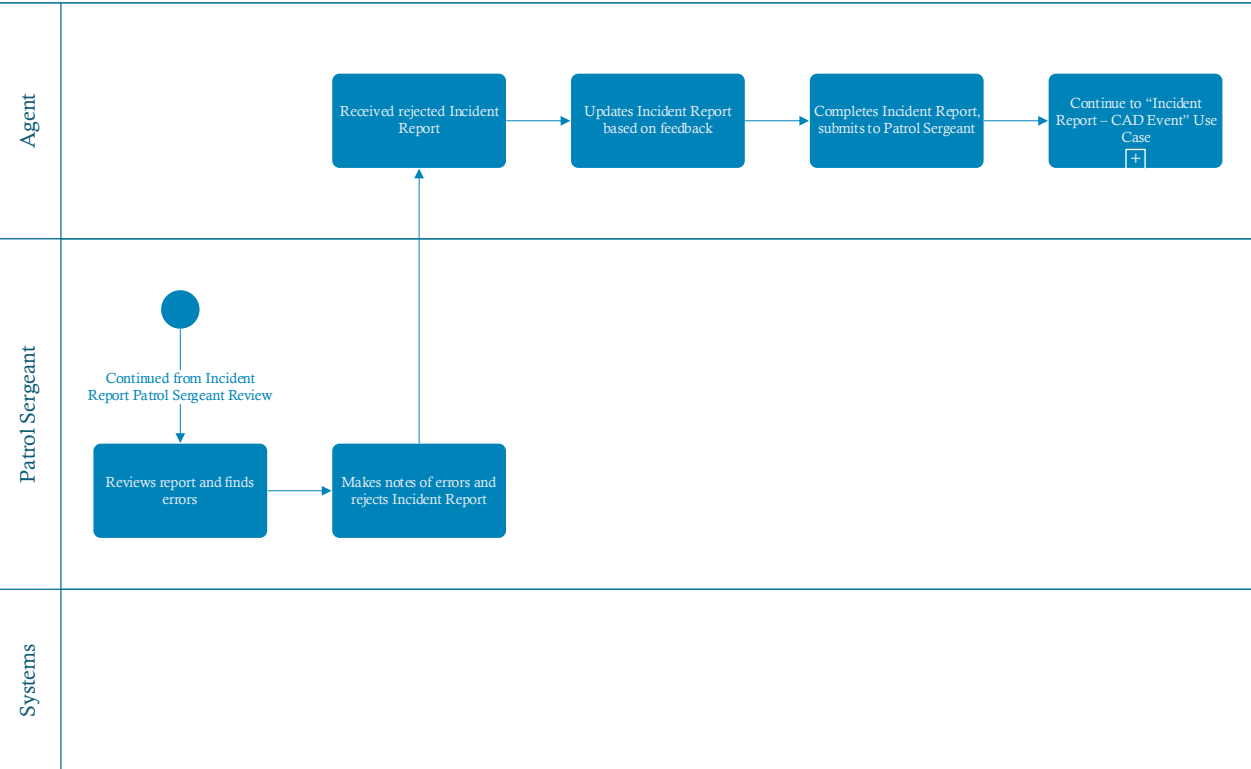 Agent
Received rejected Incident
Report
Updates Incident Report
based on feedback
Completes Incident Report,
submits to Patrol Sergeant
Continue to “Incident
Report – CAD Event” Use
Case
+
Patrol Sergeant
Continued from Incident
Report Patrol Sergeant Review
Reviews report and finds
errors
Makes notes of errors and
rejects Incident Report
Systems